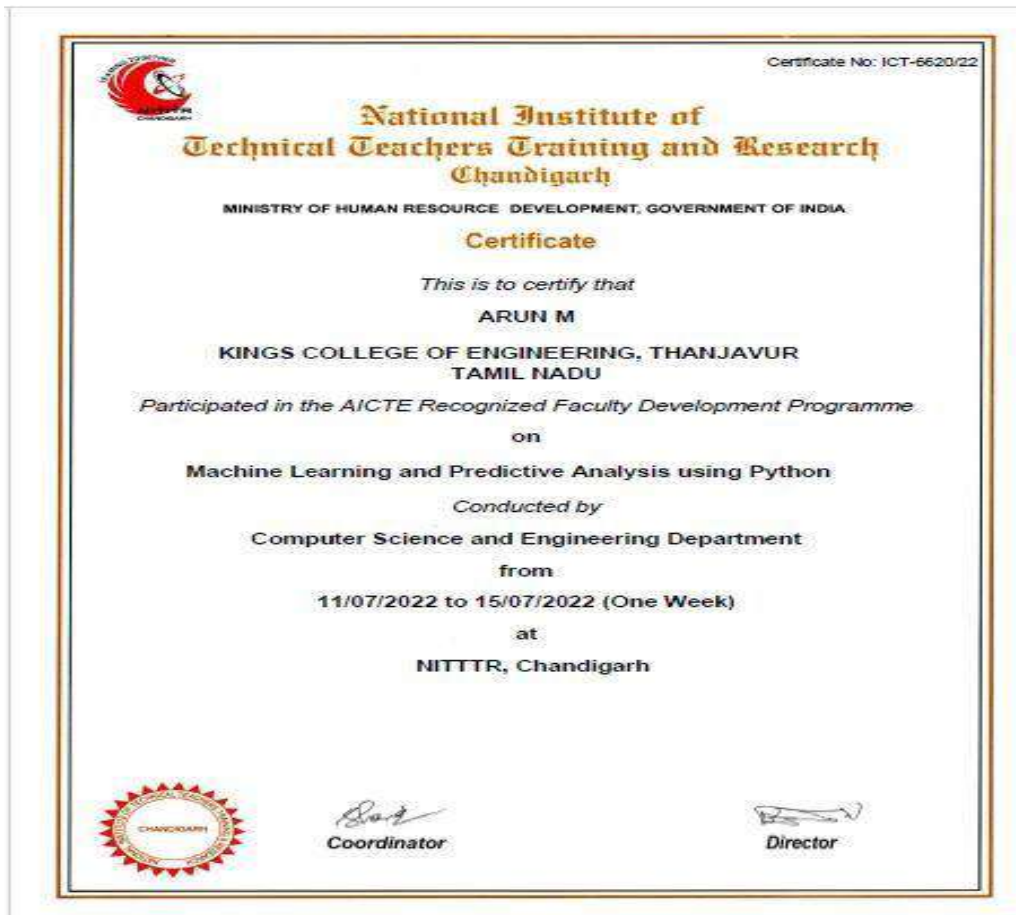 Certificate No: ICT-6620/22
NITTTR
CHANDIGARH
National Institute of
Technical Teachers Training and Research
Chandigarh
MINISTRY OF HUMAN RESOURCE DEVELOPMENT, GOVERNMENT OF INDIA
Certificate
This is to certify that
ARUN M
KINGS COLLEGE OF ENGINEERING, THANJAVUR
TAMIL NADU
Participated in the AICTE Recognized Faculty Development Programme
on
Machine Learning and Predictive Analysis using Python
Conducted by
Computer Science and Engineering Department
from
11/07/2022 to 15/07/2022 (One Week)
at
NITTTR, Chandigarh
CHANDIGARH
Coordinator
Director